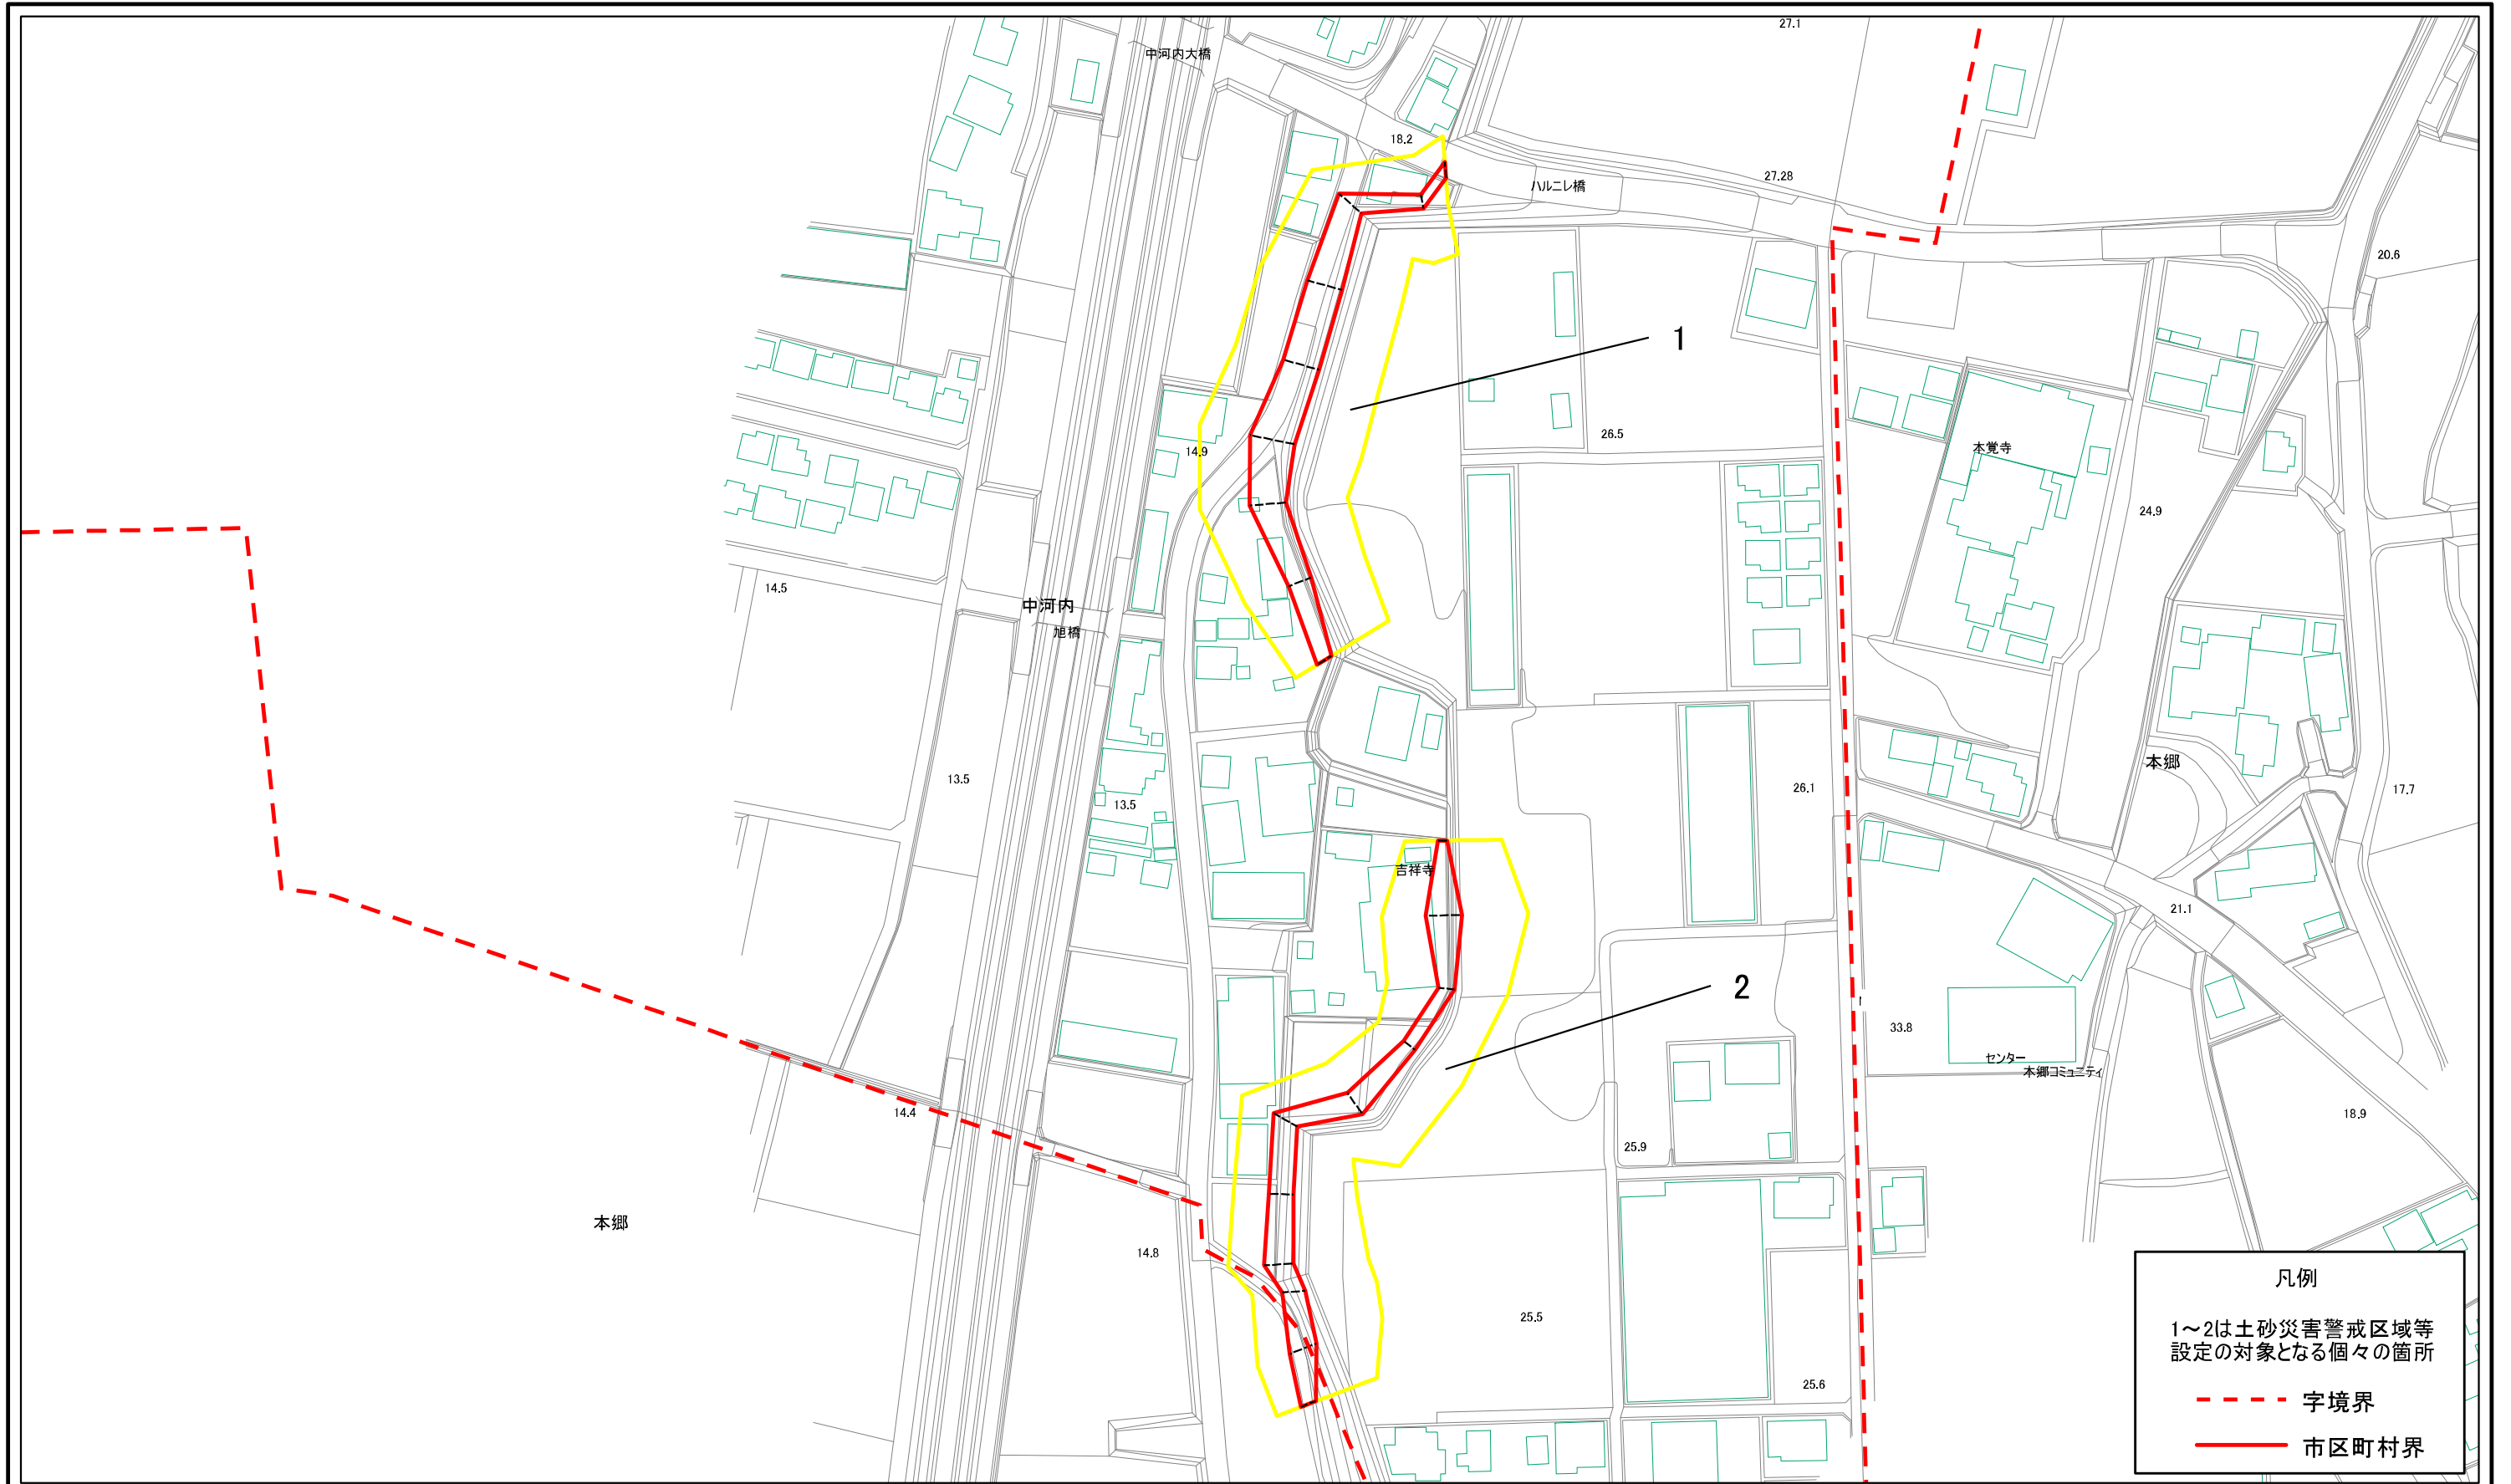 27.1
中河内大橋
18.2
ハルニレ橋
27.28
20.6
1
26.5
14.9
本覚寺
24.9
14.5
中河内
旭橋
本郷
13.5
13.5
26.1
17.7
吉祥寺
21.1
2
33.8
センター
本郷コミュニティ
14.4
18.9
25.9
本郷
14.8
25.5
25.6
凡例
1～2は土砂災害警戒区域等
設定の対象となる個々の箇所
字境界
市区町村界